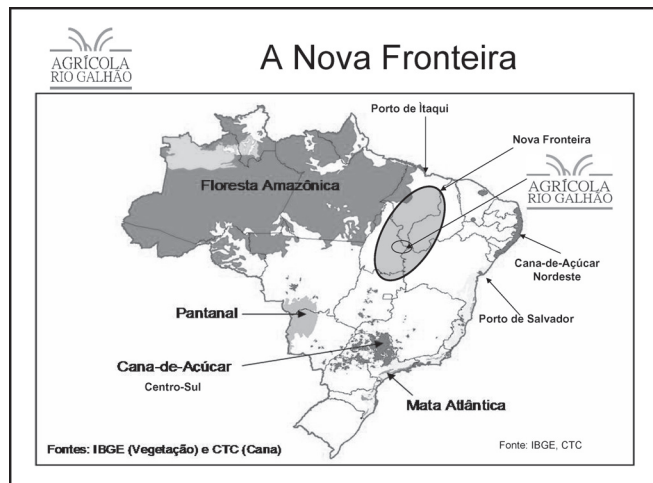 AGRÍCOLA
RIO GALHÃO
A Nova Fronteira
Porto de Itaqui
Nova Fronteira
Floresta Amazônica
AGRÍCOLA
RIO GALHÃO
Cana-de-Açúcar
Nordeste
Pantanal
Porto de Salvador
Cana-de-Açúcar
Centro-Sul
Mata Atlântica
Fontes: IBGE (Vegetação) e CTC (Cana)
Fonte: IBGE, CTC